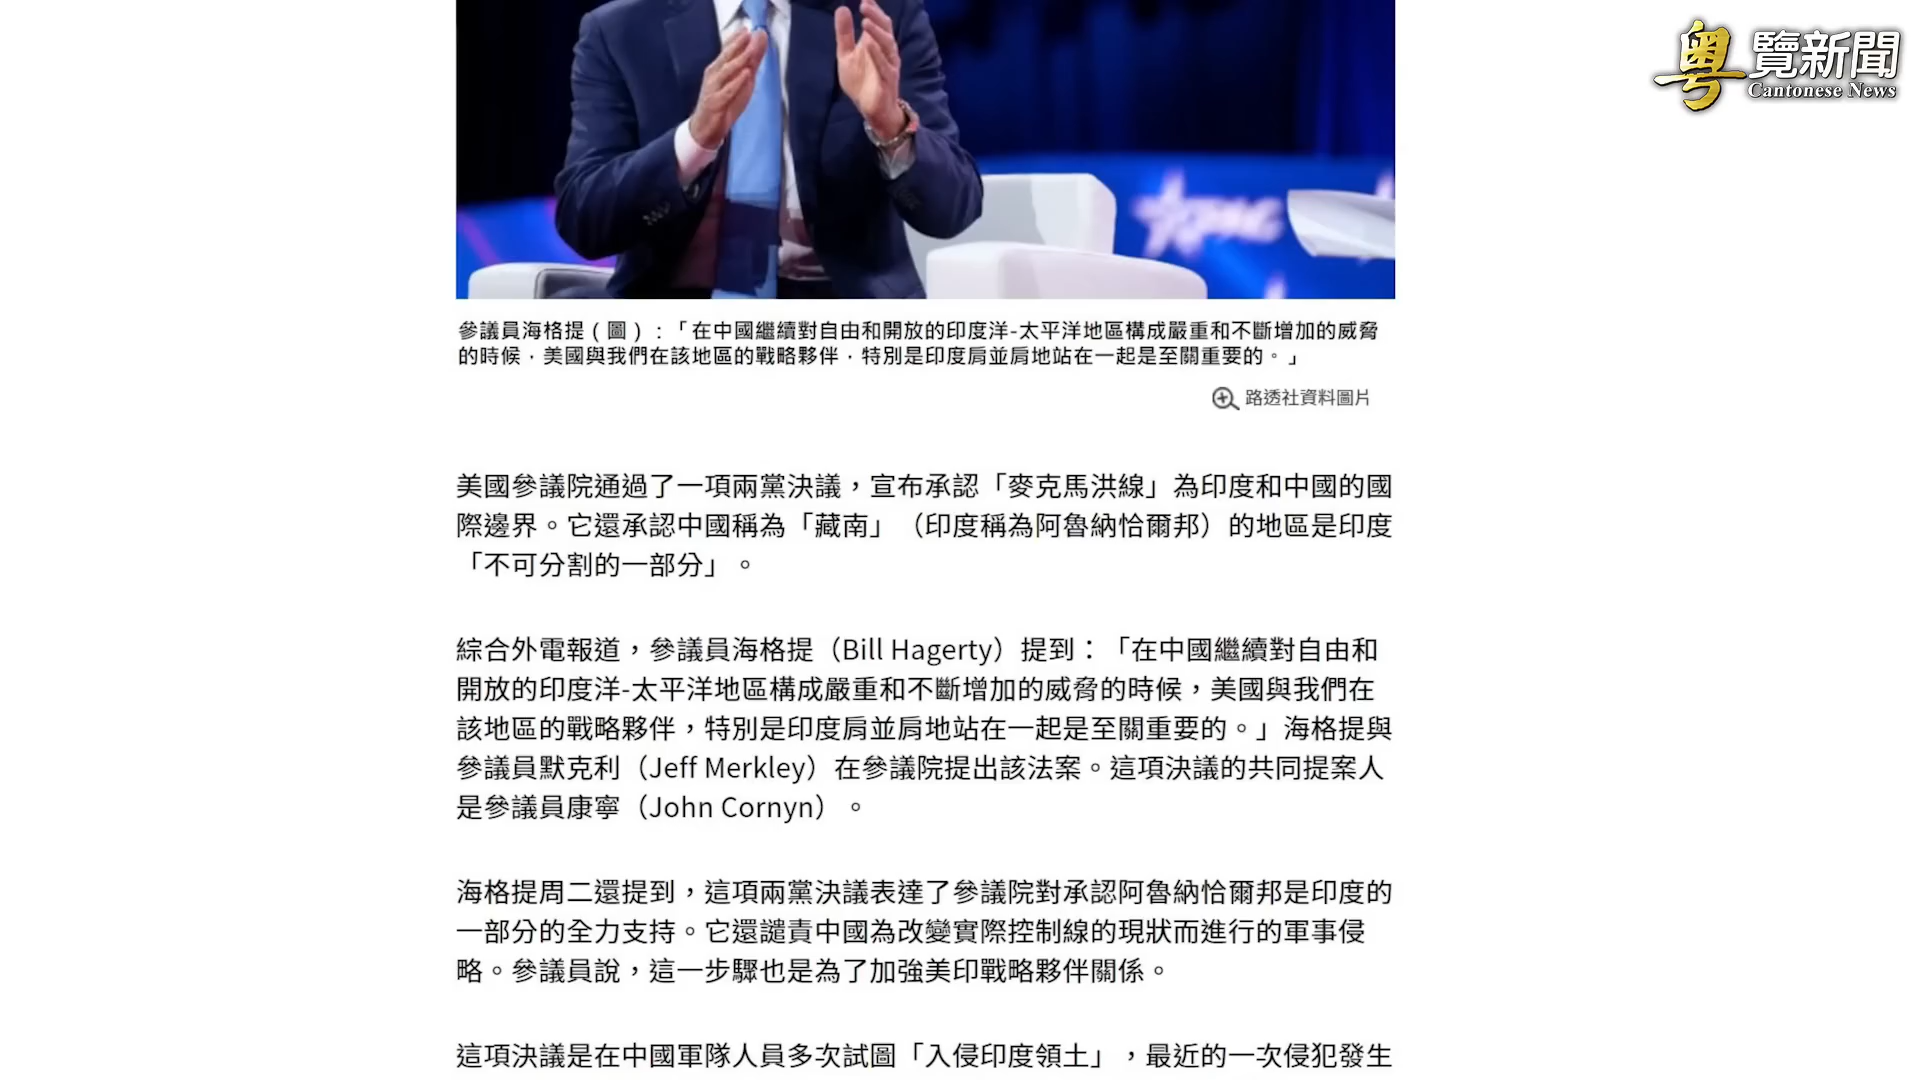 粵覽新聞
Cantonese News
CPAC
參議員海格提（圖）：「在中國繼續對自由和開放的印度洋-太平洋地區構成嚴重和不斷增加的威脅
的時候，美國與我們在該地區的戰略夥伴，特別是印度肩並肩地站在一起是至關重要的。」
路透社資料圖片
美國參議院通過了一項兩黨決議，宣布承認「麥克馬洪線」為印度和中國的國
際邊界。它還承認中國稱為「藏南」（印度稱為阿魯納恰爾邦）的地區是印度
「不可分割的一部分」。
綜合外電報道，參議員海格提（Bill Hagerty）提到：「在中國繼續對自由和
開放的印度洋-太平洋地區構成嚴重和不斷增加的威脅的時候，美國與我們在
該地區的戰略夥伴，特別是印度肩並肩地站在一起是至關重要的。」海格提與
參議員默克利（Jeff Merkley）在參議院提出該法案。這項決議的共同提案人
是參議員康寧（John Cornyn）。
海格提周二還提到，這項兩黨決議表達了參議院對承認阿魯納恰爾邦是印度的
一部分的全力支持。它還譴責中國為改變實際控制線的現狀而進行的軍事侵
略。參議員說，這一步驟也是為了加強美印戰略夥伴關係。
這項決議是在中國軍隊人員多次試圖「入侵印度領土」，最近的一次侵犯發生